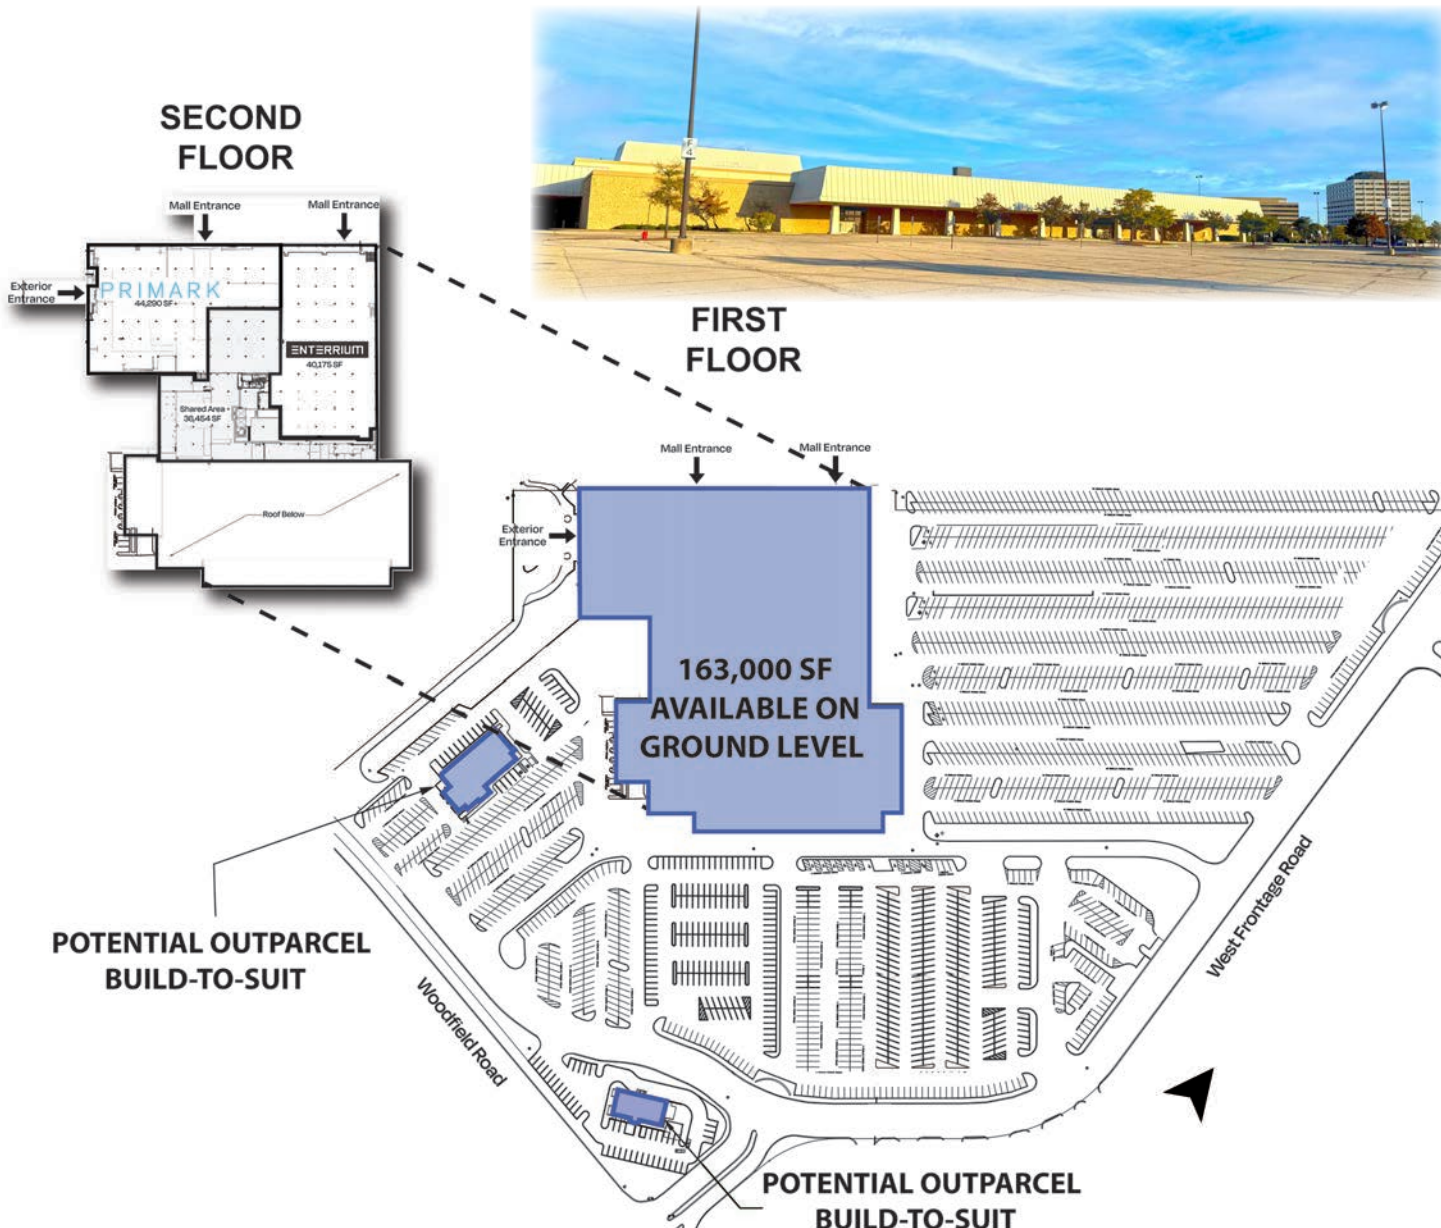 SECOND
FLOOR
Mall Entrance
Mall Entrance
Exterior
Entrance
PRIMARK
44,290 SF
ENTERRIUM
40,175 SF
Shared Area -
36,454 SF
Roof Below
F
4
FIRST
FLOOR
Mall Entrance
Mall Entrance
Exterior
Entrance
163,000 SF
AVAILABLE ON
GROUND LEVEL
POTENTIAL OUTPARCEL
BUILD-TO-SUIT
Woodfield Road
West Frontage Road
POTENTIAL OUTPARCEL
BUILD-TO-SUIT